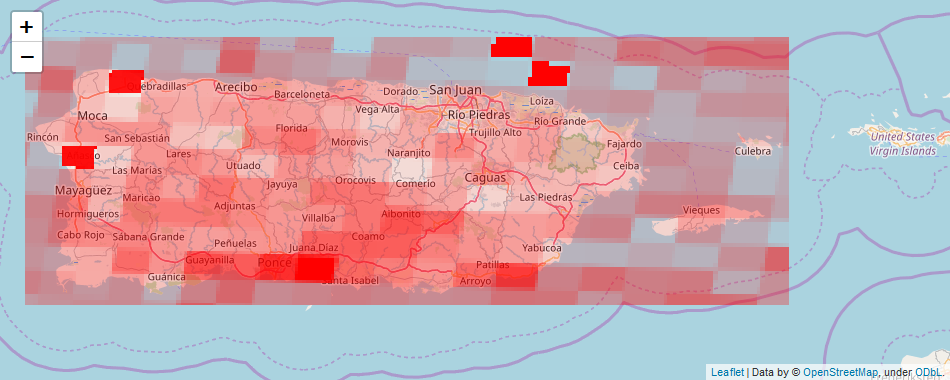 +
−
ebradillas
Arecibo
Barceloneta
Dorado
San Juan
Loíza
Moca
Vega Alta
Río Piedras
Río Grande
Trujillo Alto
Rincón
San Sebastián
Florida
Morovis
Fajardo
United States
Virgin Islands
Lares
Naranjito
Culebra
Las Marías
Utuado
Ceiba
Mayagüez
Jayuya
Orocovis
Comerio
Caguas
Maricao
Las Piedras
Hormigueros
Adjuntas
Villalba
Albonito
Vieques
Cabo Rojo
Sábana Grande
Peñuelas
Coamo
Juana Díaz
Yabucoa
Guayanilla
Ponce
Patillas
Guánica
Santa Isabel
Arroyo
Leaflet | Data by © OpenStreetMap, under ODbL.